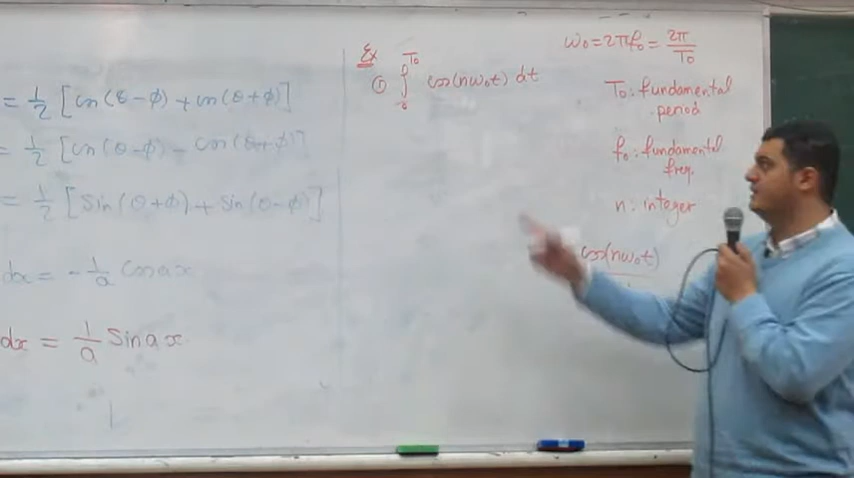 = 1/2 [cos(θ-φ) + cos(θ+φ)]
= 1/2 [cos(θ-φ) - cos(θ+φ)]
= 1/2 [Sin(θ+φ) + Sin(θ-φ)]
dx = -1/a Cos ax
dx = 1/a Sin ax
Ex
① ∫₀^T₀ cos(nω₀t) dt
ω₀ = 2πf₀ = 2π/T₀
T₀: fundamental
period
f₀: fundamental
freq.
n: integer
cos(nω₀t)